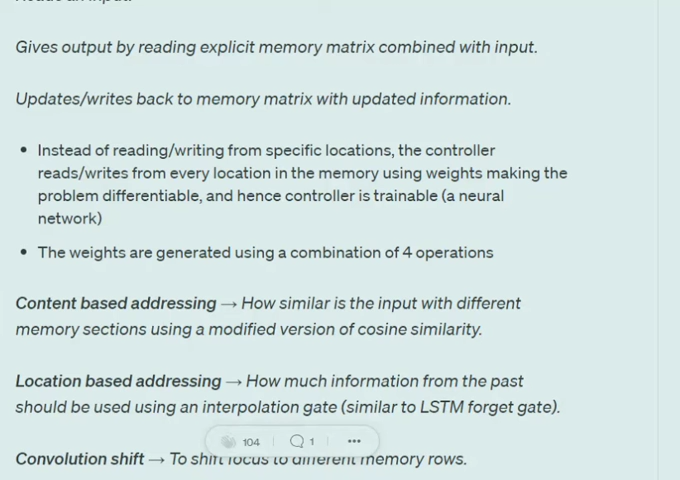 Gives output by reading explicit memory matrix combined with input.
Updates/writes back to memory matrix with updated information.
• Instead of reading/writing from specific locations, the controller
reads/writes from every location in the memory using weights making the
problem differentiable, and hence controller is trainable (a neural
network)
• The weights are generated using a combination of 4 operations
Content based addressing → How similar is the input with different
memory sections using a modified version of cosine similarity.
Location based addressing → How much information from the past
should be used using an interpolation gate (similar to LSTM forget gate).
104 1 •••
Convolution shift → To shift focus to different memory rows.